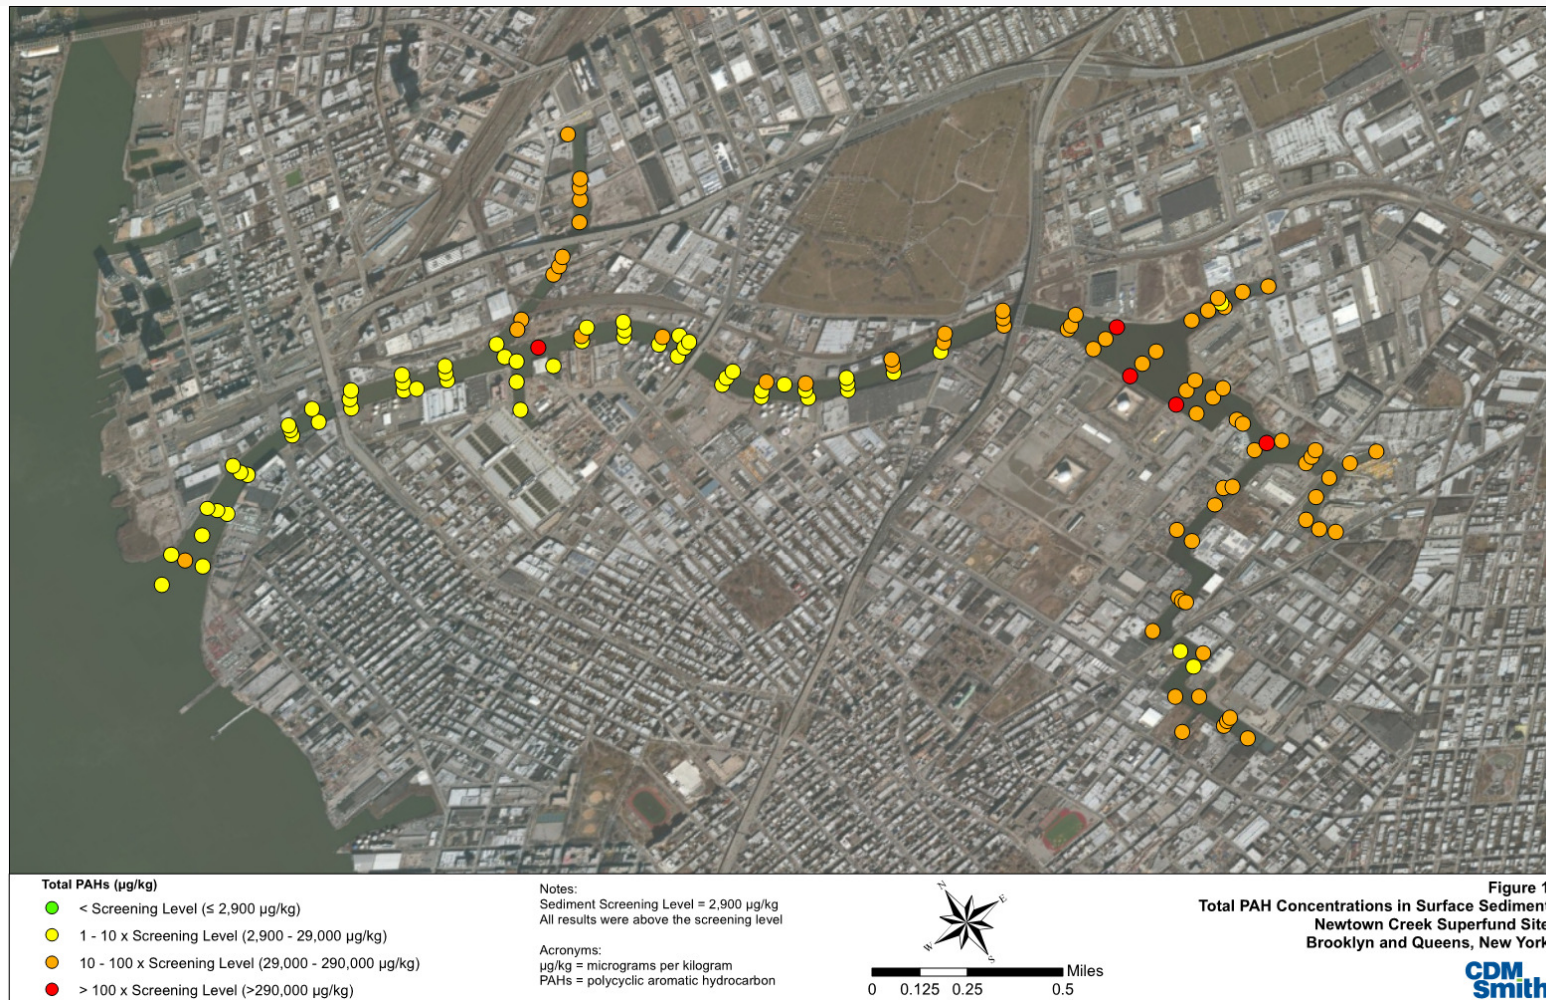 Total PAHs (µg/kg)
< Screening Level (≤ 2,900 µg/kg)
1 - 10 x Screening Level (2,900 - 29,000 µg/kg)
10 - 100 x Screening Level (29,000 - 290,000 µg/kg)
> 100 x Screening Level (>290,000 µg/kg)
Notes:
Sediment Screening Level = 2,900 µg/kg
All results were above the screening level
Acronyms:
µg/kg = micrograms per kilogram
PAHs = polycyclic aromatic hydrocarbon
N
E
W
S
Miles
0 0.125 0.25 0.5
Figure 1
Total PAH Concentrations in Surface Sediment
Newtown Creek Superfund Site
Brooklyn and Queens, New York
CDM
Smith